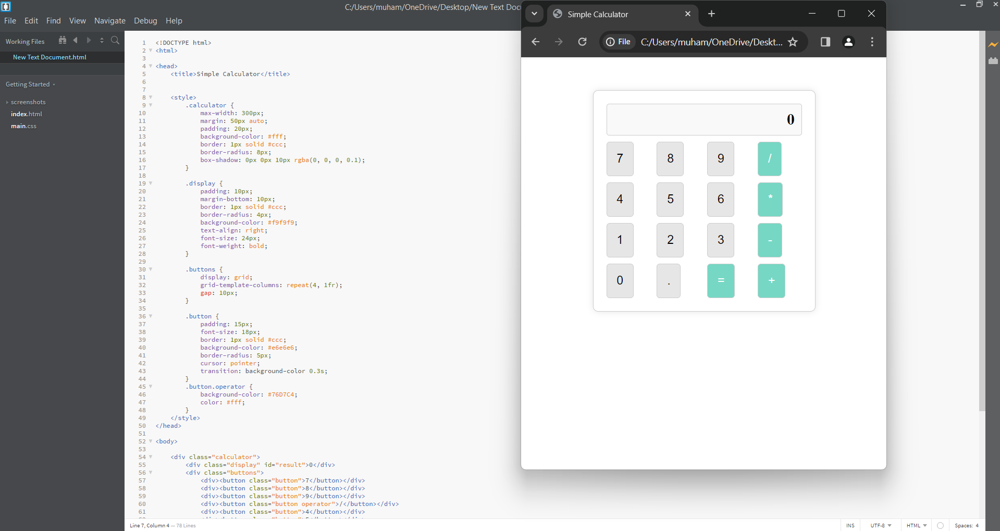 C:/Users/muham/OneDrive/Desktop/New Text Doc
File Edit Find View Navigate Debug Help
Working Files
New Text Document.html
Getting Started
screenshots
index.html
main.css
1 <!DOCTYPE html>
2 <html>
3
4 <head>
5 <title>Simple Calculator</title>
6
7
8 <style>
9 .calculator {
10 max-width: 300px;
11 margin: 50px auto;
12 padding: 20px;
13 background-color: #fff;
14 border: 1px solid #ccc;
15 border-radius: 8px;
16 box-shadow: 0px 0px 10px rgba(0, 0, 0, 0.1);
17 }
18
19 .display {
20 padding: 10px;
21 margin-bottom: 10px;
22 border: 1px solid #ccc;
23 border-radius: 4px;
24 background-color: #f9f9f9;
25 text-align: right;
26 font-size: 24px;
27 font-weight: bold;
28 }
29
30 .buttons {
31 display: grid;
32 grid-template-columns: repeat(4, 1fr);
33 gap: 10px;
34 }
35
36 .button {
37 padding: 15px;
38 font-size: 18px;
39 border: 1px solid #ccc;
40 background-color: #e6e6e6;
41 border-radius: 5px;
42 cursor: pointer;
43 transition: background-color 0.3s;
44 }
45 .button.operator {
46 background-color: #76D7C4;
47 color: #fff;
48 }
49 </style>
50 </head>
51
52 <body>
53
54 <div class="calculator">
55 <div class="display" id="result">0</div>
56 <div class="buttons">
57 <div><button class="button">7</button></div>
58 <div><button class="button">8</button></div>
59 <div><button class="button">9</button></div>
60 <div><button class="button operator">/</button></div>
61 <div><button class="button">4</button></div>
Line 7, Column 4 — 78 Lines
INS UTF-8 HTML Spaces: 4
Simple Calculator
File C:/Users/muham/OneDrive/Deskt...
0
7 8 9 /
4 5 6 *
1 2 3 -
0 . = +